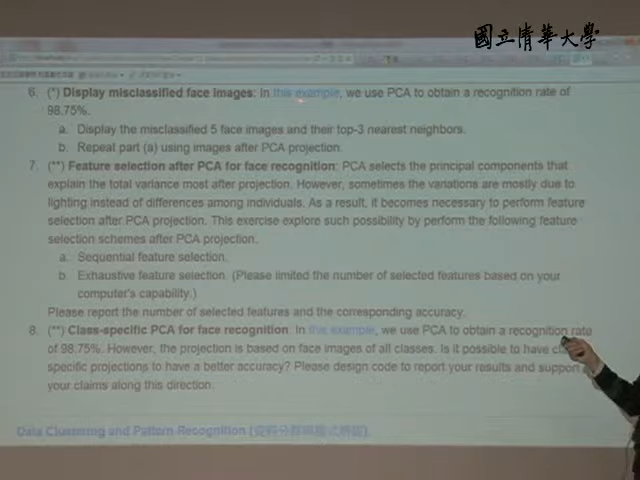 國立清華大學
6. (*) Display misclassified face images: In this example, we use PCA to obtain a recognition rate of
98.75%.
a. Display the misclassified 5 face images and their top-3 nearest neighbors.
b. Repeat part (a) using images after PCA projection.
7. (**) Feature selection after PCA for face recognition: PCA selects the principal components that
explain the total variance most after projection. However, sometimes the variations are mostly due to
lighting instead of differences among individuals. As a result, it becomes necessary to perform feature
selection after PCA projection. This exercise explore such possibility by perform the following feature
selection schemes after PCA projection.
a. Sequential feature selection.
b. Exhaustive feature selection. (Please limited the number of selected features based on your
computer's capability.)
Please report the number of selected features and the corresponding accuracy.
8. (**) Class-specific PCA for face recognition: In this example, we use PCA to obtain a recognition rate
of 98.75%. However, the projection is based on face images of all classes. Is it possible to have
specific projections to have a better accuracy? Please design code to report your results and support
your claims along this direction.
Data Clustering and Pattern Recognition